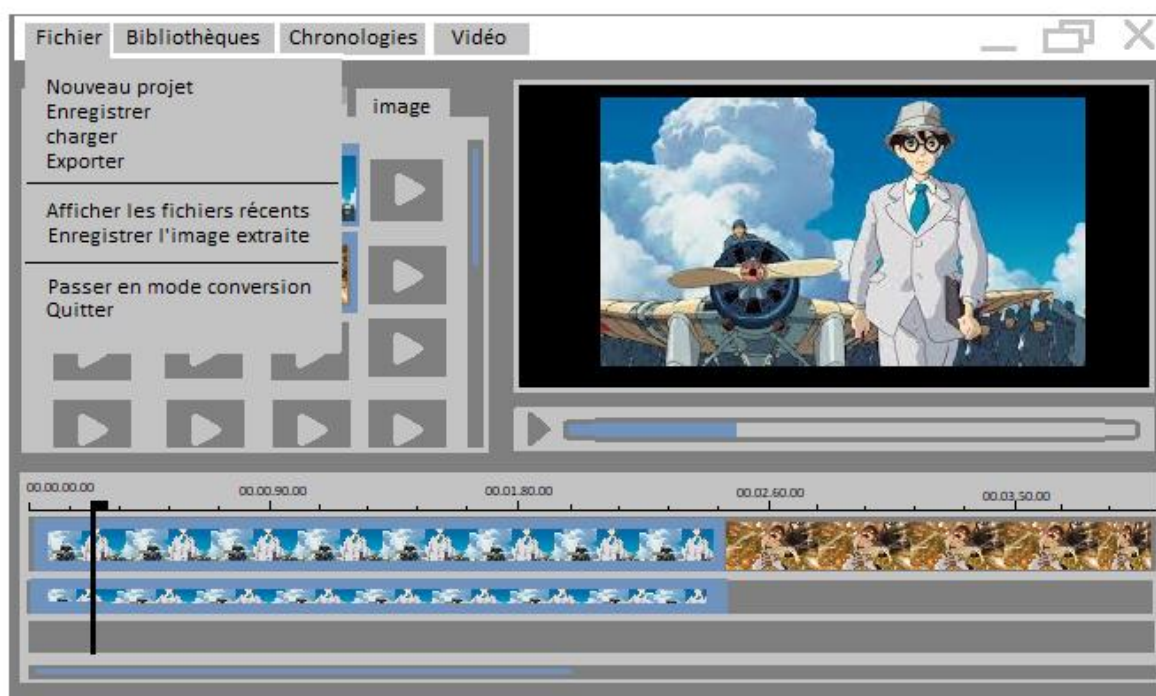 Fichier Bibliothèques Chronologies Vidéo
Nouveau projet
Enregistrer
charger
Exporter
Afficher les fichiers récents
Enregistrer l'image extraite
Passer en mode conversion
Quitter
image
00.00.00.00 00.00.90.00 00.01.80.00 00.02.60.00 00.03.50.00